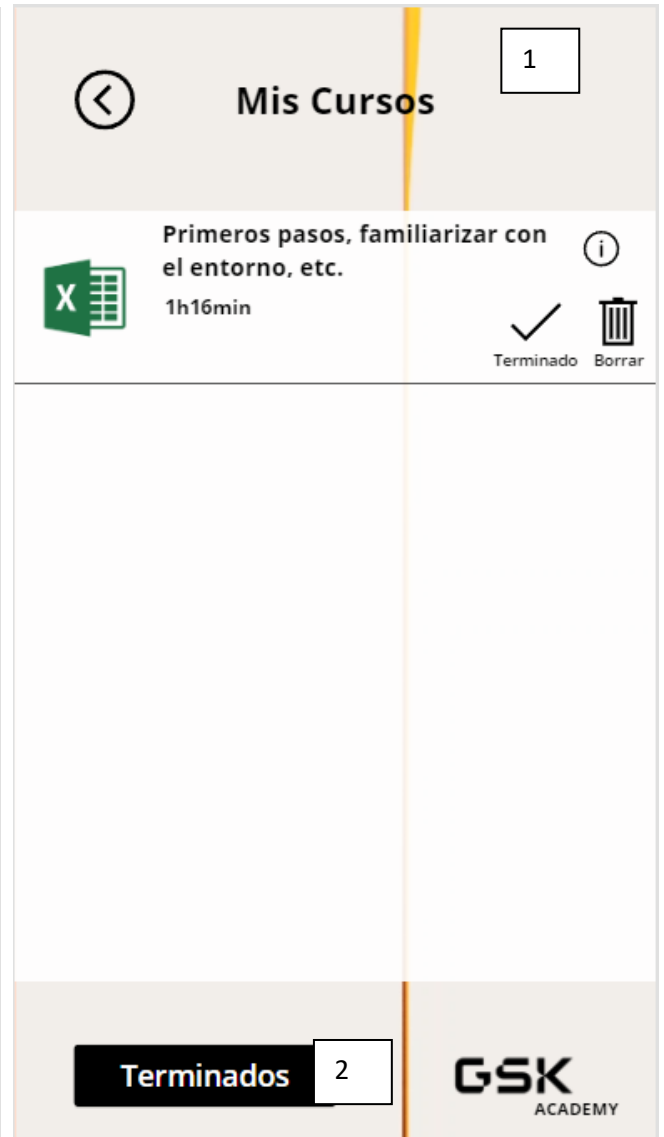 1
Mis Cursos
Primeros pasos, familiarizar con
el entorno, etc.
1h16min
X
Terminado Borrar
Terminados
2
GSK
ACADEMY